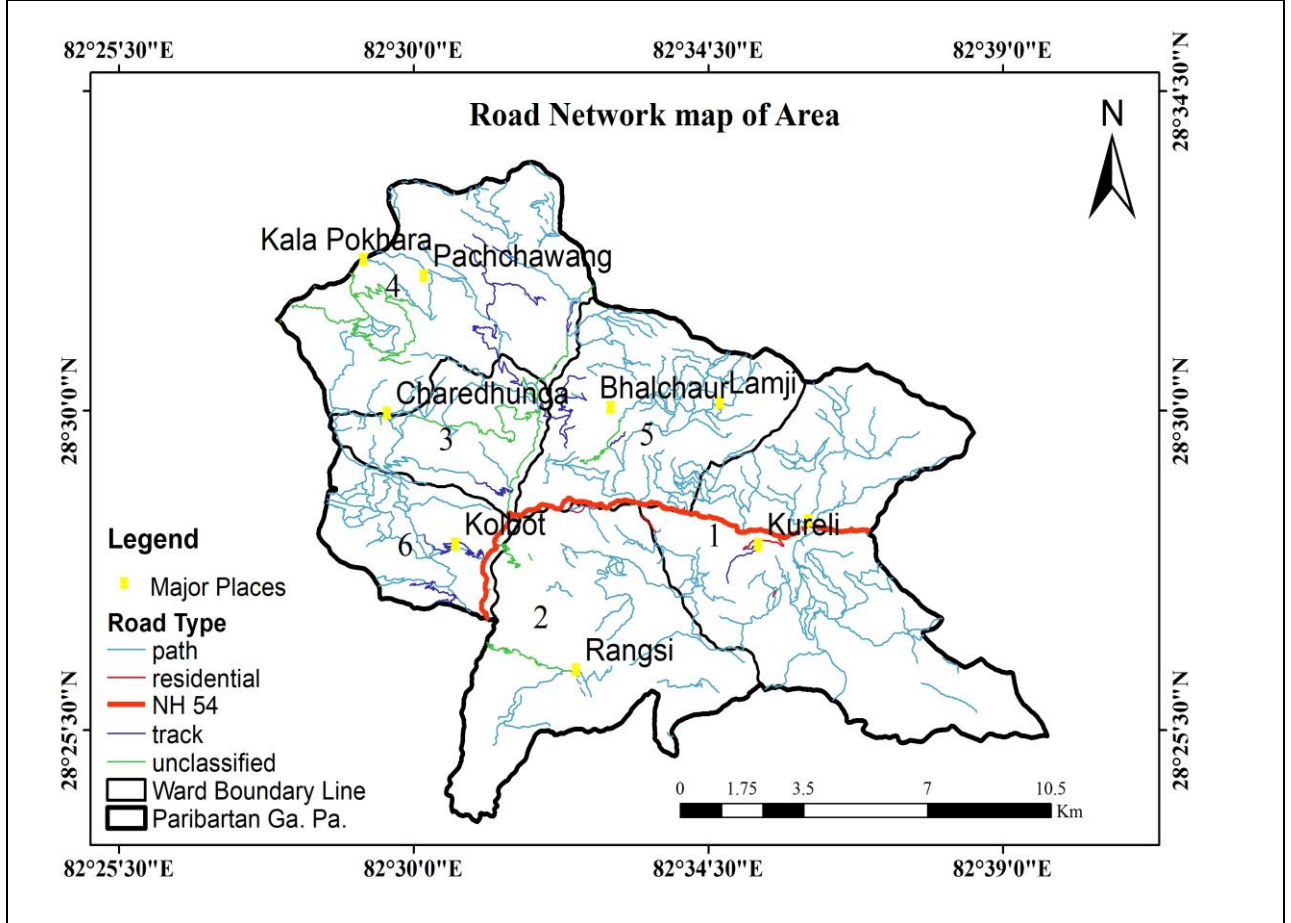 82°25'30"E 82°30'0"E 82°34'30"E 82°39'0"E
28°34'30"N
28°34'30"N
Road Network map of Area
N
Kala Pokhara
Pachchawang
4
28°30'0"N
28°30'0"N
Charedhunga
Bhalchaur
Lamji
3
5
Kolbot
Kureli
6
1
2
Rangsi
Legend
Major Places
Road Type
path
residential
NH 54
track
unclassified
Ward Boundary Line
Paribartan Ga. Pa.
28°25'30"N
28°25'30"N
0 1.75 3.5 7 10.5
Km
82°25'30"E 82°30'0"E 82°34'30"E 82°39'0"E